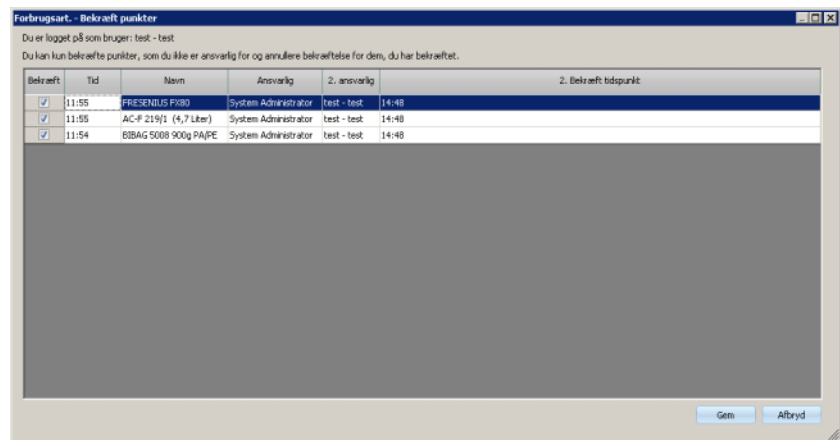 Forbrugsart. - Bekræft punkter
Du er logget på som bruger: test - test
Du kan kun bekræfte punkter, som du ikke er ansvarlig for og annullere bekræftelse for dem, du har bekræftet.
Bekræft Tid Navn Ansvarlig 2. ansvarlig 2. Bekræft tidspunkt
11:55 FRESENIUS FX80 System Administrator test - test 14:48
11:55 AC-F 219/1 (4,7 Liter) System Administrator test - test 14:48
11:54 BIBAG 5008 900g PA/PE System Administrator test - test 14:48
Gem Afbryd